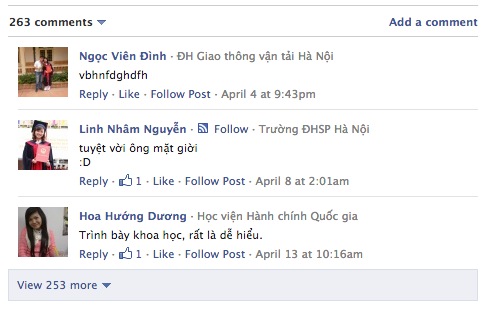 263 comments
Add a comment
Ngọc Viên Đình · ĐH Giao thông vận tải Hà Nội
vbhnfdghdfh
Reply · Like · Follow Post · April 4 at 9:43pm
Linh Nhâm Nguyễn · Follow · Trường ĐHSP Hà Nội
tuyệt vời ông mặt giời
:D
Reply · 1 · Like · Follow Post · April 8 at 2:01am
Hoa Hướng Dương · Học viện Hành chính Quốc gia
Trình bày khoa học, rất là dễ hiểu.
Reply · 1 · Like · Follow Post · April 13 at 10:16am
View 253 more